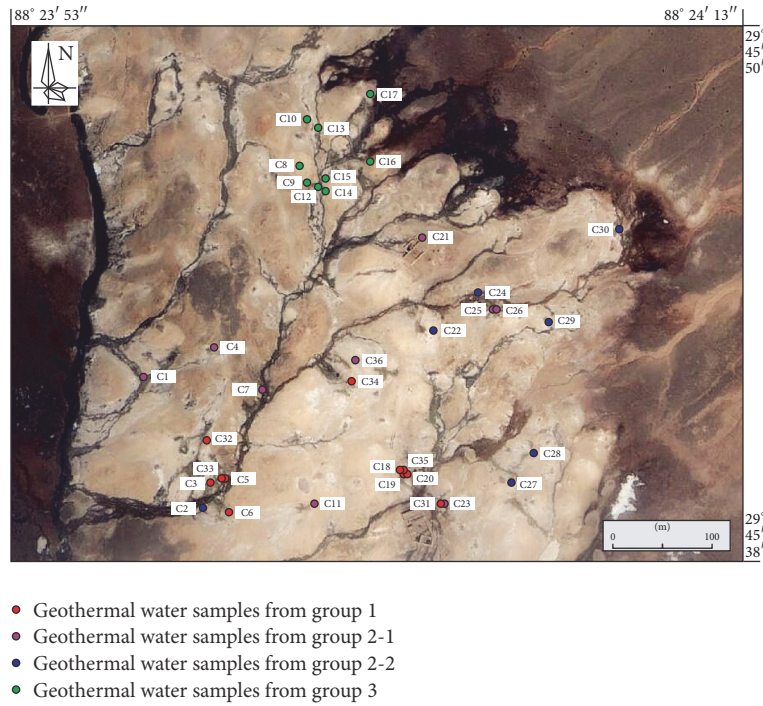 88° 23′ 53″
88° 24′ 13″
29°
45′
50″
N
C17
C10
C13
C16
C8
C15
C9
C12
C14
C30
C21
C24
C25
C26
C29
C22
C4
C36
C1
C34
C7
C32
C28
C33
C35
C18
C3
C5
C20
C19
C27
C2
C6
C11
C31
C23
29°
45′
38″
(m)
0
100
Geothermal water samples from group 1
Geothermal water samples from group 2-1
Geothermal water samples from group 2-2
Geothermal water samples from group 3